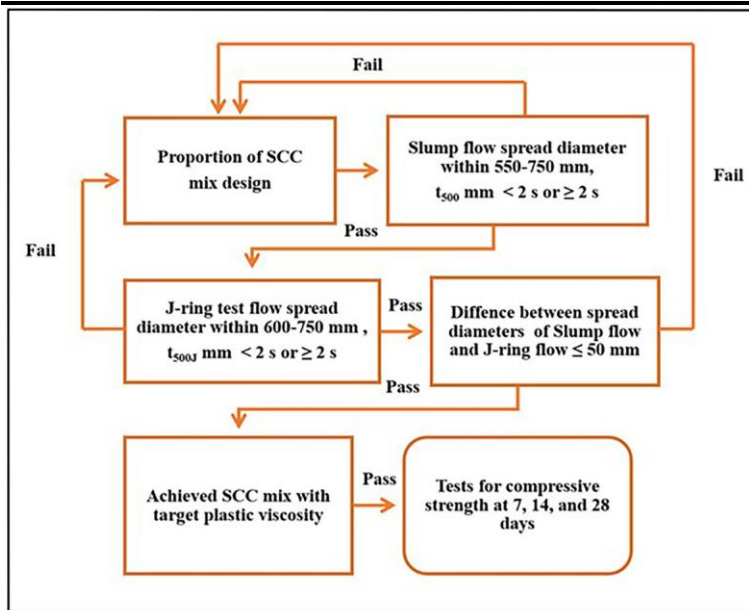 Fail
Proportion of SCC
mix design
Slump flow spread diameter
within 550-750 mm,
t500 mm < 2 s or ≥ 2 s
Fail
Pass
Fail
J-ring test flow spread
diameter within 600-750 mm ,
t500J mm < 2 s or ≥ 2 s
Pass
Diffence between spread
diameters of Slump flow
and J-ring flow ≤ 50 mm
Pass
Achieved SCC mix with
target plastic viscosity
Pass
Tests for compressive
strength at 7, 14, and 28
days